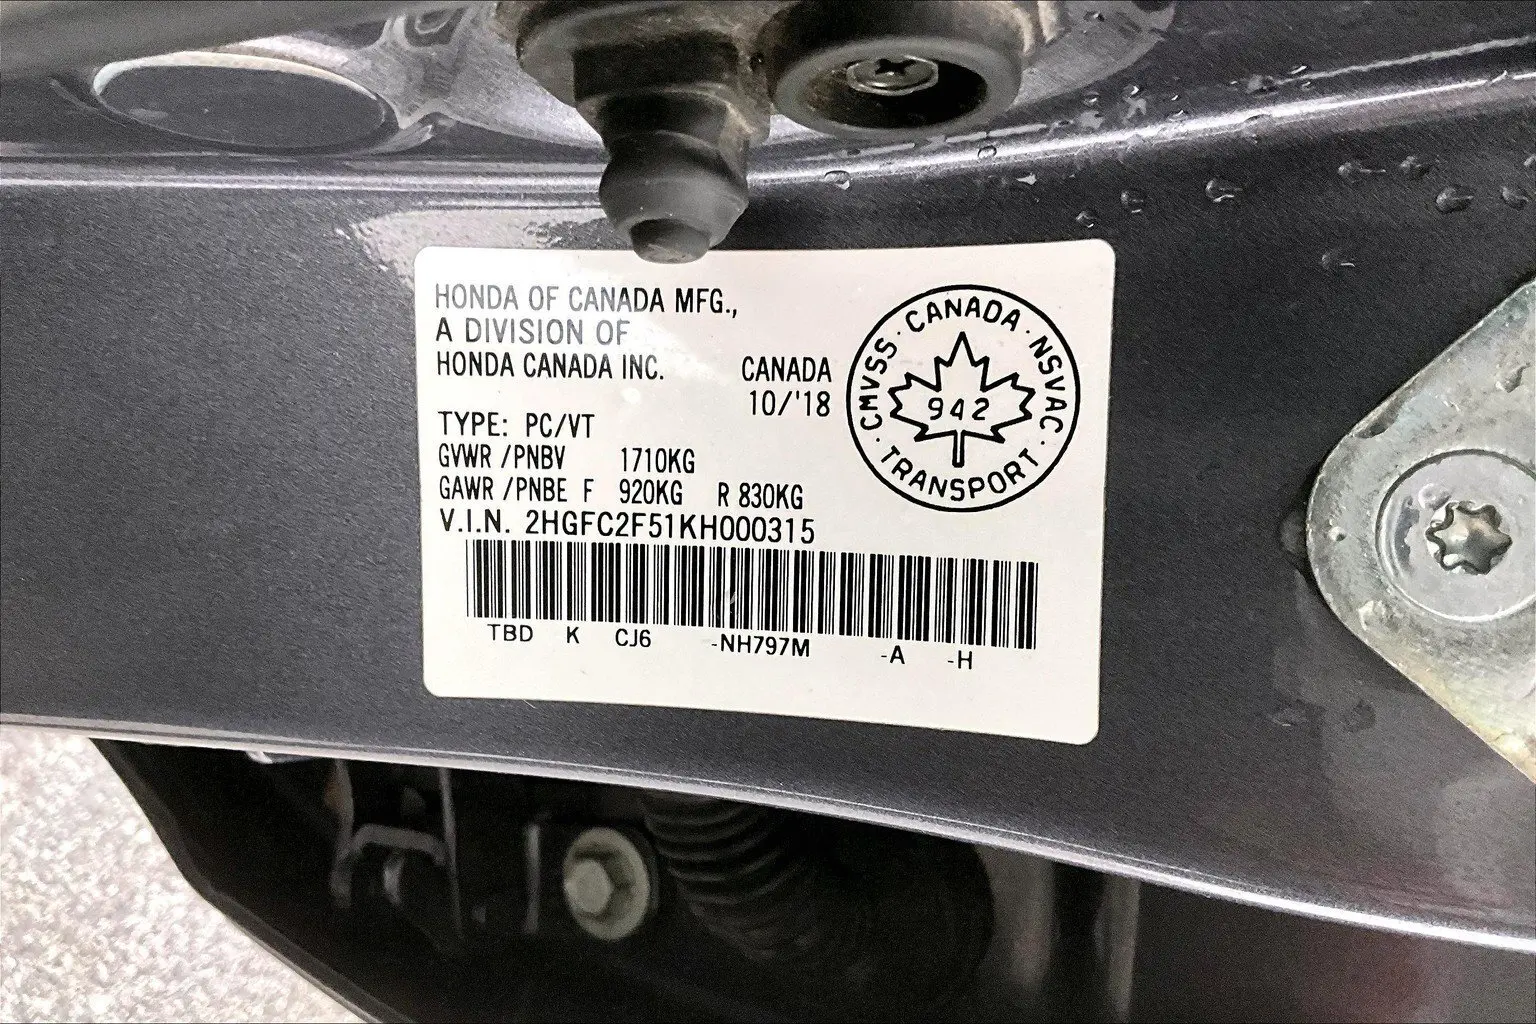 HONDA OF CANADA MFG.,
A DIVISION OF
HONDA CANADA INC.
CANADA
10/'18
TYPE: PC/VT
GVWR /PNBV 1710KG
GAWR /PNBE F 920KG R 830KG
V.I.N. 2HGFC2F51KH000315
TBD K CJ6 -NH797M -A -H
CMVSS · CANADA · NSVAC · TRANSPORT ·
942